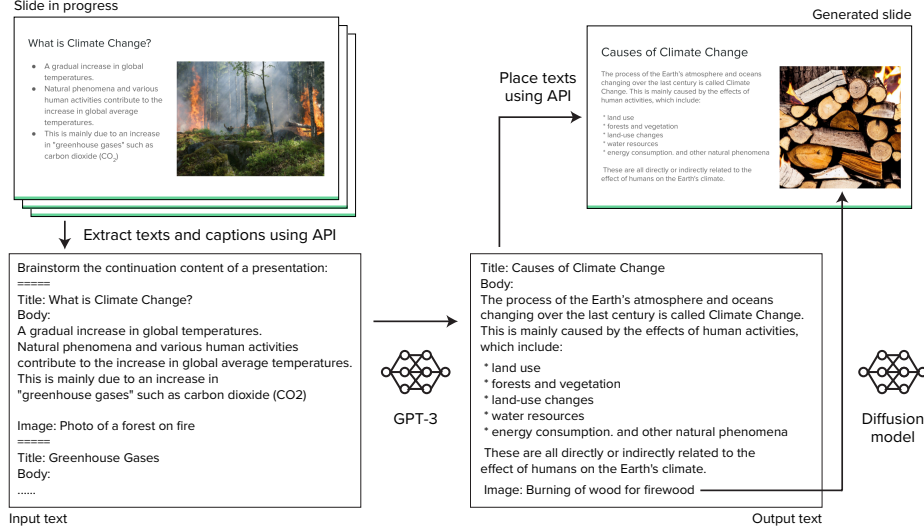 Slide in progress
What is Climate Change?
● A gradual increase in global
temperatures.
● Natural phenomena and various
human activities contribute to the
increase in global average
temperatures.
● This is mainly due to an increase
in "greenhouse gases" such as
carbon dioxide (CO2)
Extract texts and captions using API
Brainstorm the continuation content of a presentation:
=====
Title: What is Climate Change?
Body:
A gradual increase in global temperatures.
Natural phenomena and various human activities
contribute to the increase in global average temperatures.
This is mainly due to an increase in
"greenhouse gases" such as carbon dioxide (CO2)
Image: Photo of a forest on fire
=====
Title: Greenhouse Gases
Body:
......
Input text
GPT-3
Title: Causes of Climate Change
Body:
The process of the Earth's atmosphere and oceans
changing over the last century is called Climate Change.
This is mainly caused by the effects of human activities,
which include:
* land use
* forests and vegetation
* land-use changes
* water resources
* energy consumption. and other natural phenomena
These are all directly or indirectly related to the
effect of humans on the Earth's climate.
Image: Burning of wood for firewood
Output text
Place texts
using API
Generated slide
Causes of Climate Change
The process of the Earth's atmosphere and oceans
changing over the last century is called Climate
Change. This is mainly caused by the effects of
human activities, which include:
* land use
* forests and vegetation
* land-use changes
* water resources
* energy consumption. and other natural phenomena
These are all directly or indirectly related to the
effect of humans on the Earth's climate.
Diffusion
model